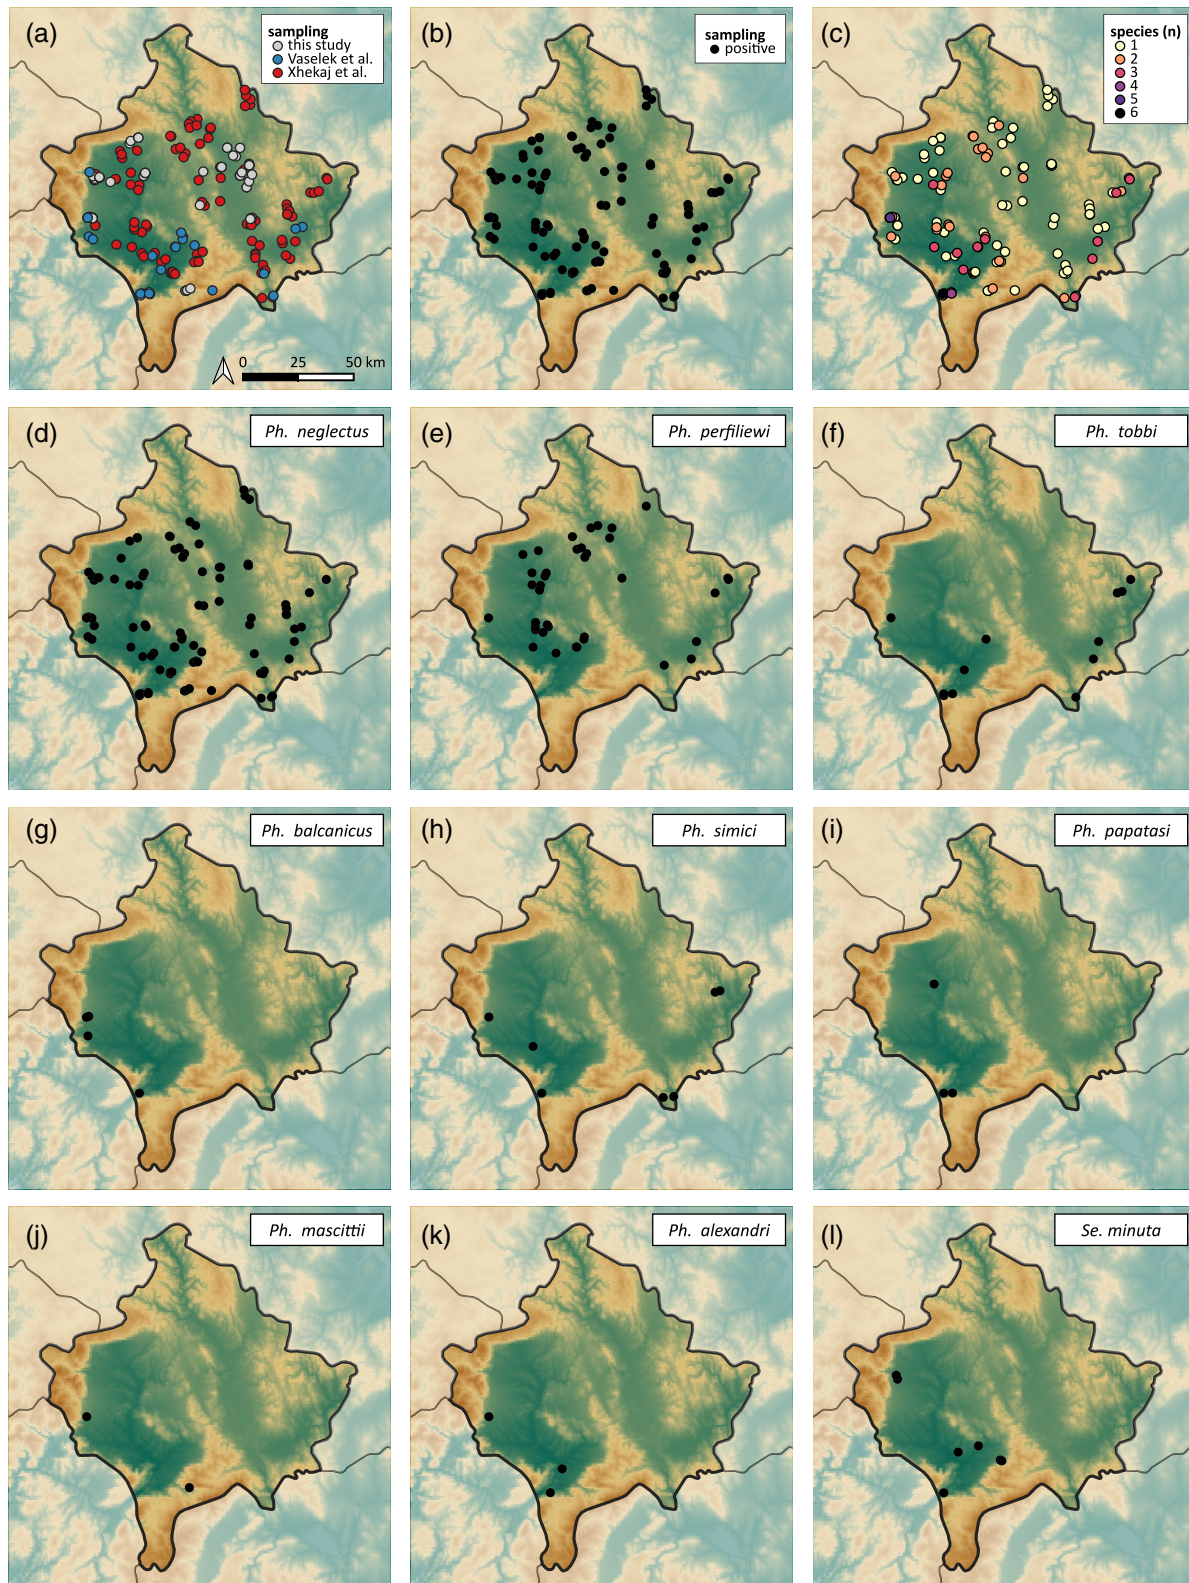 (a)
sampling
this study
Vaselek et al.
Xhekaj et al.
0 25 50 km
(b)
sampling
positive
(c)
species (n)
1
2
3
4
5
6
(d)
Ph. neglectus
(e)
Ph. perfiliewi
(f)
Ph. tobbi
(g)
Ph. balcanicus
(h)
Ph. simici
(i)
Ph. papatasi
(j)
Ph. mascittii
(k)
Ph. alexandri
(l)
Se. minuta